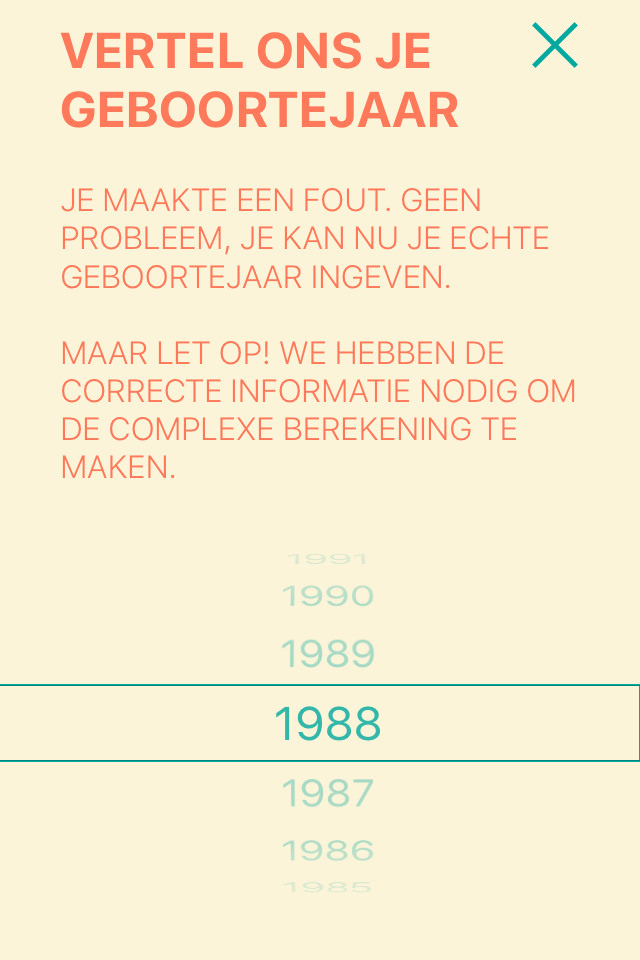 VERTEL ONS JE
GEBOORTEJAAR
JE MAAKTE EEN FOUT. GEEN
PROBLEEM, JE KAN NU JE ECHTE
GEBOORTEJAAR INGEVEN.
MAAR LET OP! WE HEBBEN DE
CORRECTE INFORMATIE NODIG OM
DE COMPLEXE BEREKENING TE
MAKEN.
1991
1990
1989
1988
1987
1986
1985